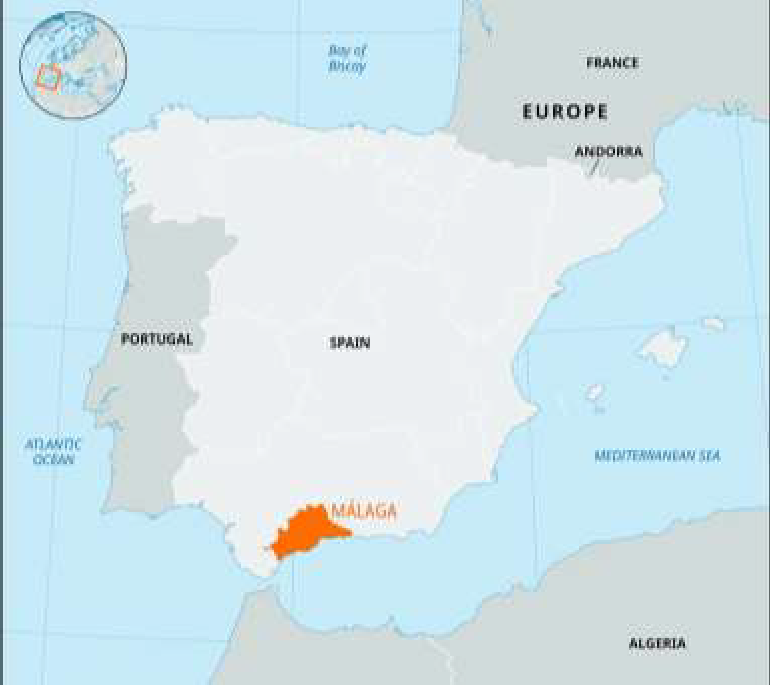 Bay of
Biscay
FRANCE
EUROPE
ANDORRA
PORTUGAL
SPAIN
ATLANTIC
OCEAN
MEDITERRANEAN SEA
MÁLAGA
ALGERIA